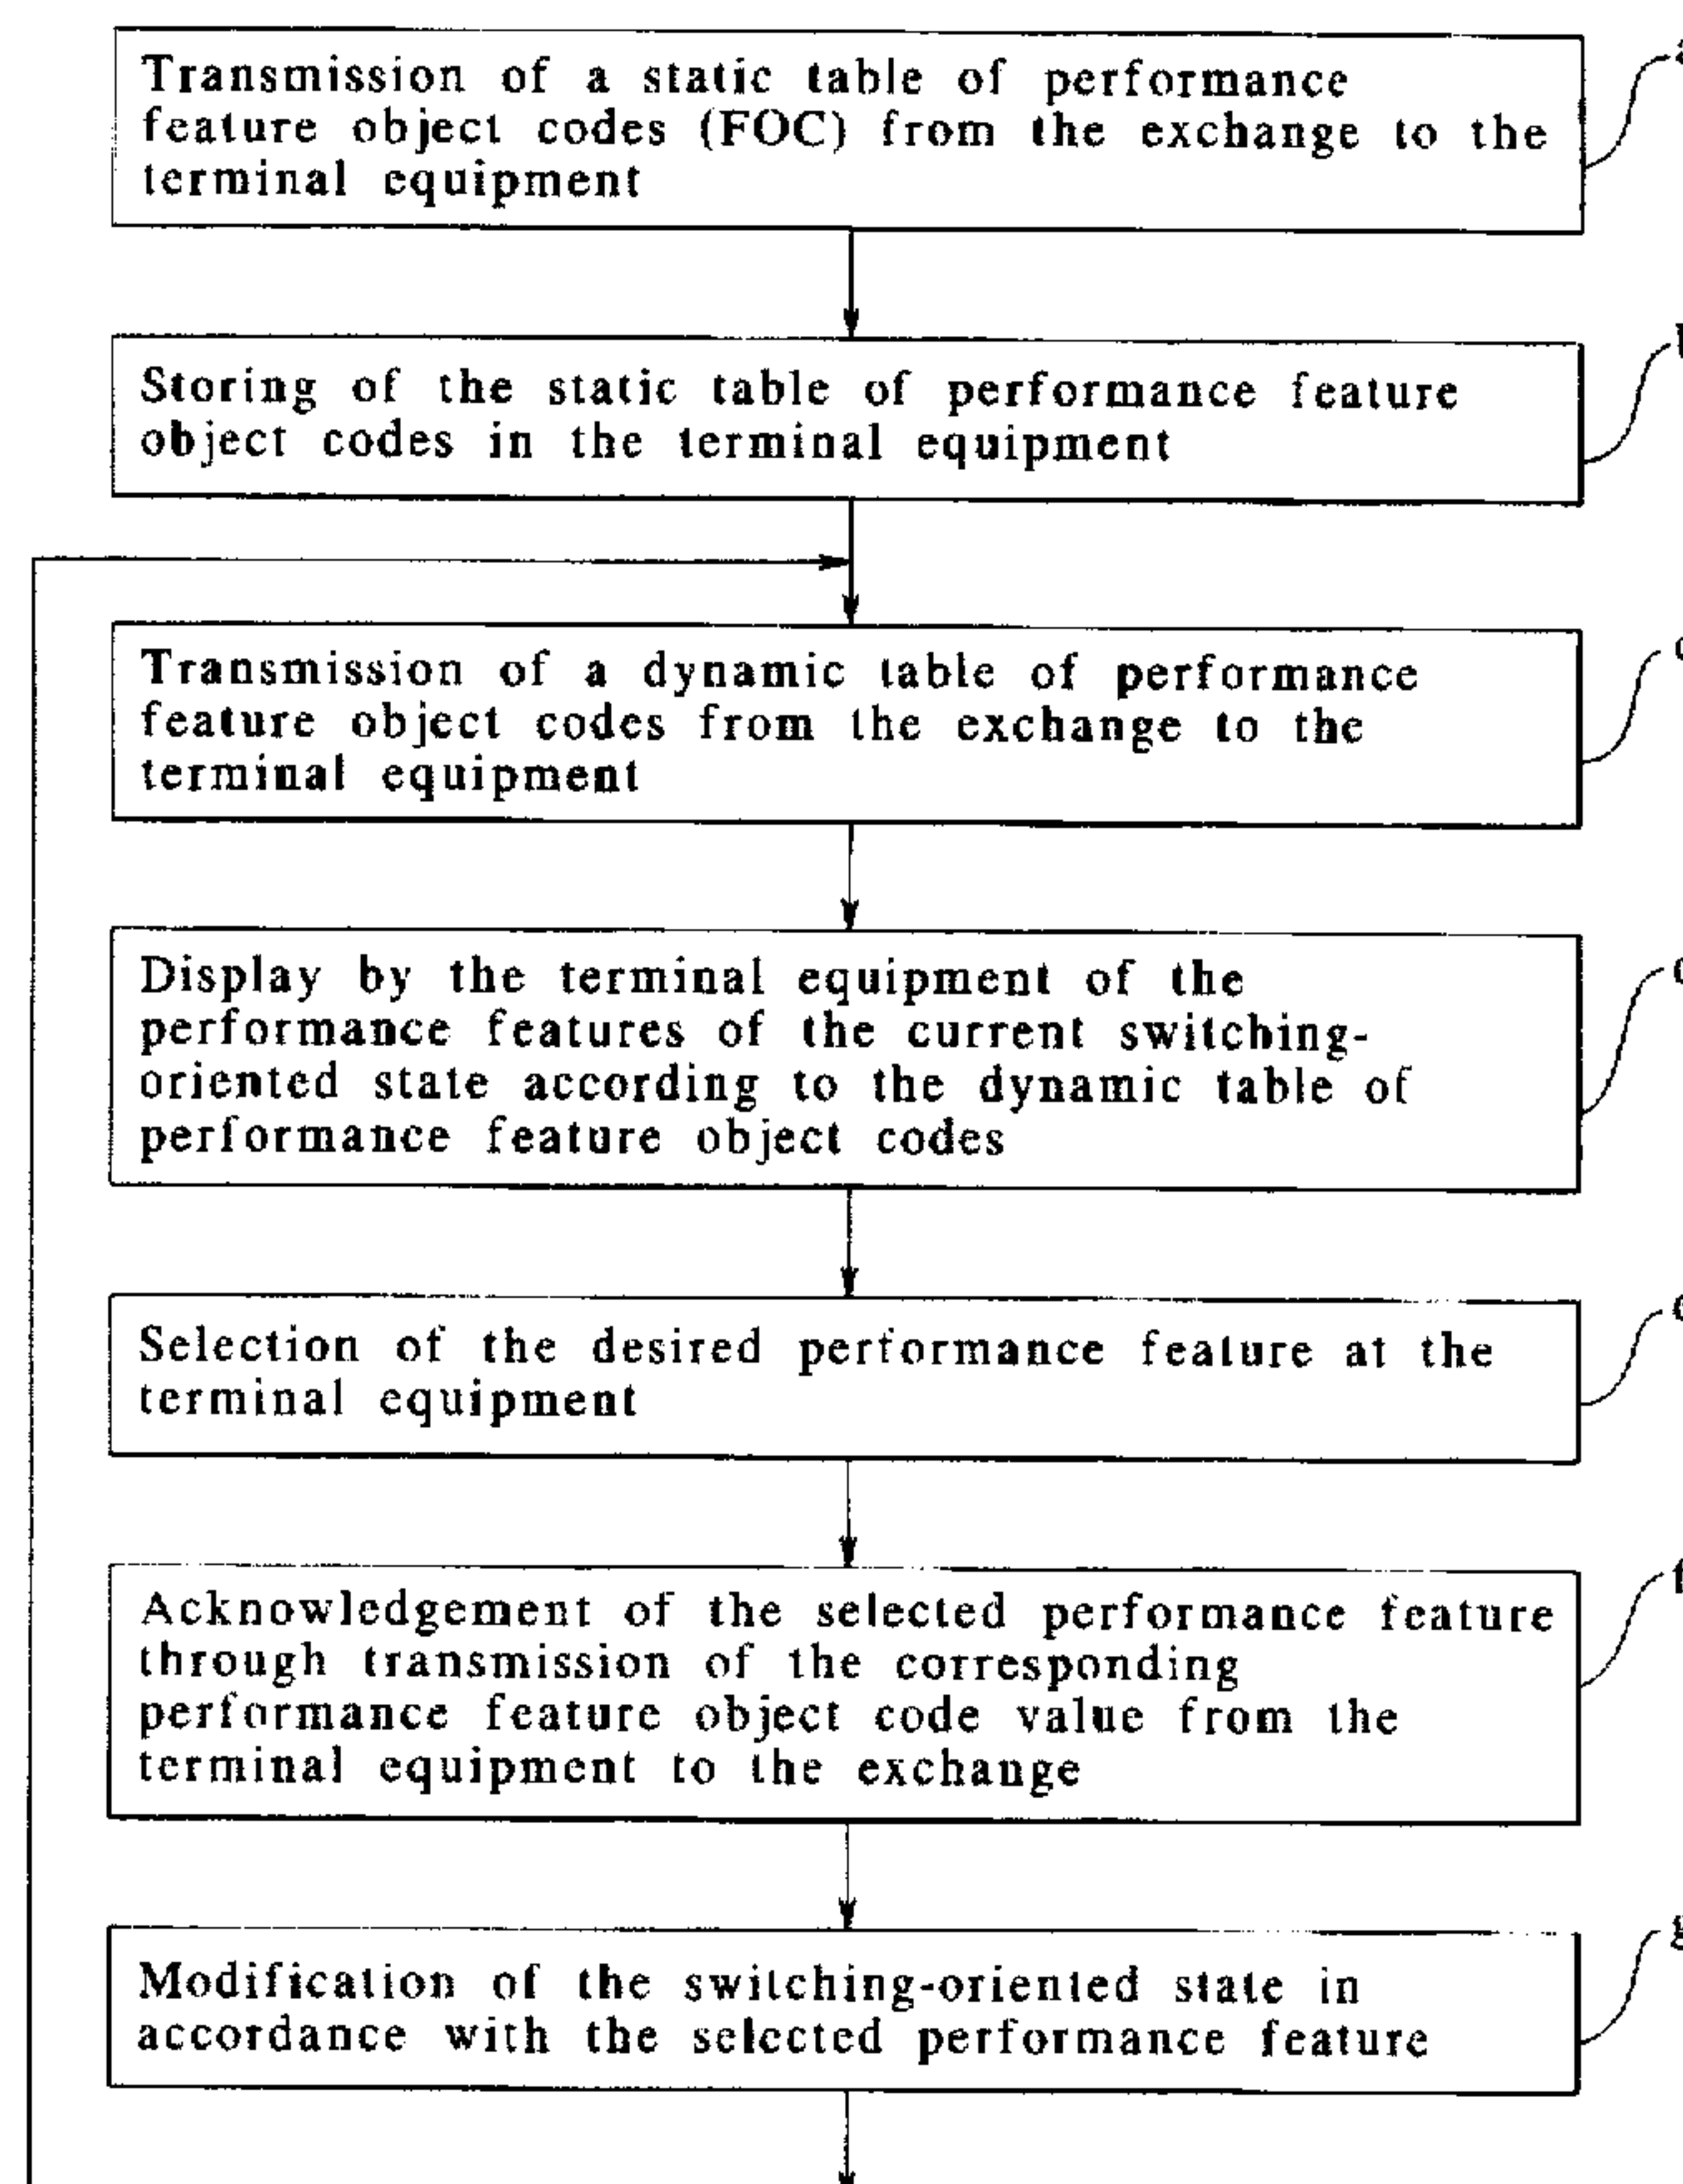 Transmission of a static table of performance
feature object codes (FOC) from the exchange to the
terminal equipment
Storing of the static table of performance feature
object codes in the terminal equipment
Transmission of a dynamic table of performance
feature object codes from the exchange to the
terminal equipment
Display by the terminal equipment of the
performance features of the current switching-
oriented state according to the dynamic table of
performance feature object codes
Selection of the desired performance feature at the
terminal equipment
Acknowledgement of the selected performance feature
through transmission of the corresponding
performance feature object code value from the
terminal equipment to the exchange
Modification of the switching-oriented state in
accordance with the selected performance feature